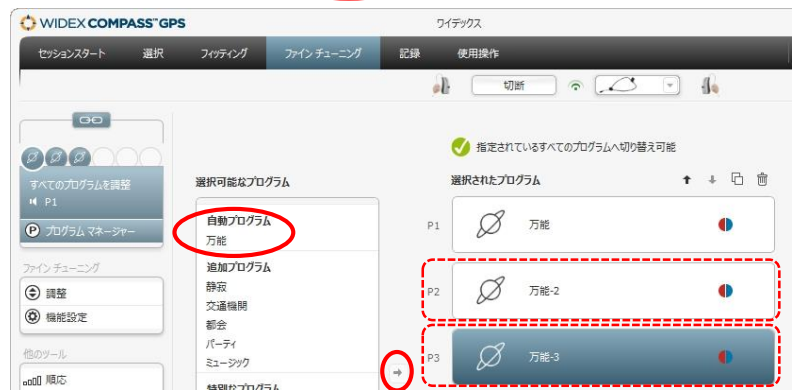 WIDEX COMPASS™ GPS
ワイデックス
セッションスタート 選択 フィッティング ファイン チューニング 記録 使用操作
切断
指定されているすべてのプログラムへ切り替え可能
すべてのプログラムを調整
P1
P プログラム マネージャー
選択可能なプログラム
選択されたプログラム
自動プログラム
万能
追加プログラム
静寂
交通機関
都会
パーティ
ミュージック
特別なプログラム
P1 万能
P2 万能-2
P3 万能-3
ファイン チューニング
調整
機能設定
他のツール
順応